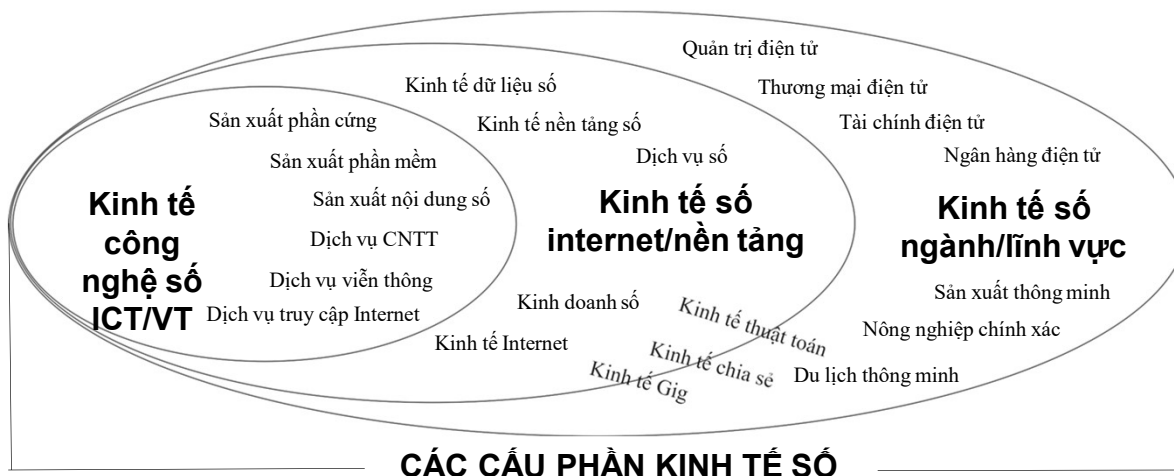 Quản trị điện tử
Kinh tế dữ liệu số
Thương mại điện tử
Sản xuất phần cứng
Kinh tế nền tảng số
Tài chính điện tử
Sản xuất phần mềm
Dịch vụ số
Ngân hàng điện tử
Kinh tế
công
nghệ số
ICT/VT
Sản xuất nội dung số
Dịch vụ CNTT
Dịch vụ viễn thông
Dịch vụ truy cập Internet
Kinh tế số
internet/nền tảng
Kinh tế số
ngành/lĩnh vực
Kinh doanh số
Kinh tế Internet
Kinh tế thuật toán
Kinh tế chia sẻ
Kinh tế Gig
Sản xuất thông minh
Nông nghiệp chính xác
Du lịch thông minh
CÁC CẤU PHẦN KINH TẾ SỐ